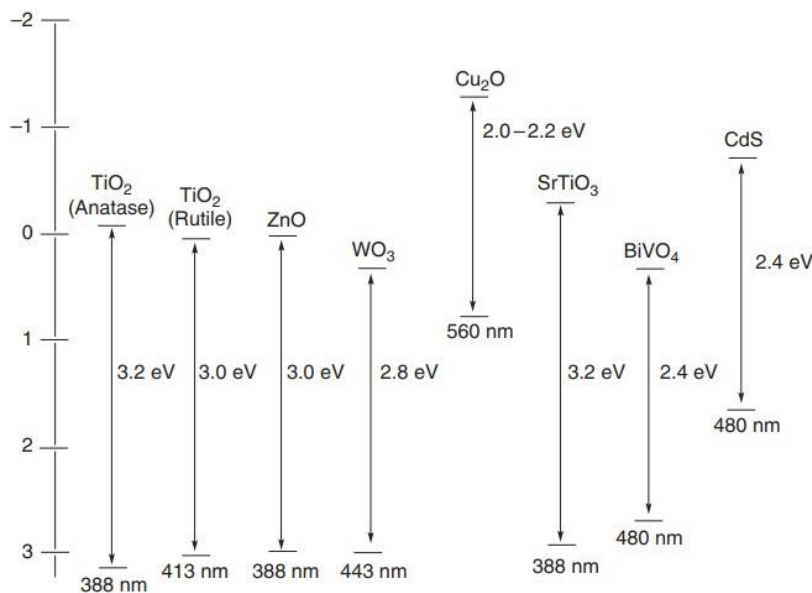 –2
–1
0
1
2
3
TiO2
(Anatase)
3.2 eV
388 nm
TiO2
(Rutile)
3.0 eV
413 nm
ZnO
3.0 eV
388 nm
WO3
2.8 eV
443 nm
Cu2O
2.0–2.2 eV
560 nm
SrTiO3
3.2 eV
388 nm
BiVO4
2.4 eV
480 nm
CdS
2.4 eV
480 nm